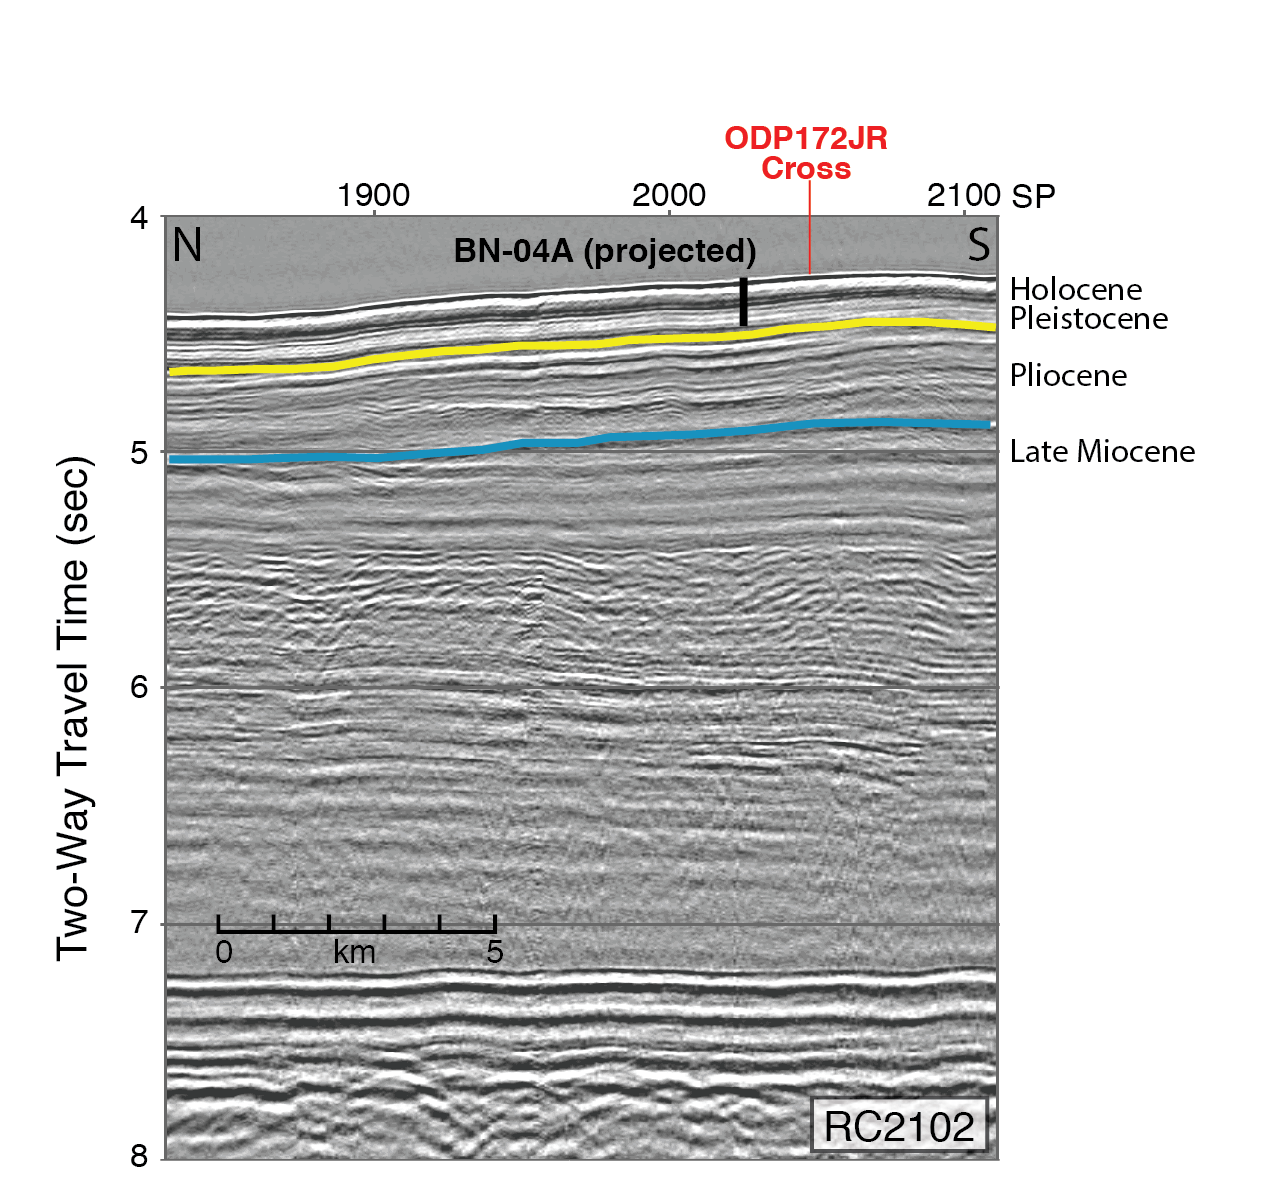 ODP172JR
Cross
1900 2000 2100 SP
4
N S
BN-04A (projected)
Holocene
Pleistocene
Pliocene
5
Late Miocene
Two-Way Travel Time (sec)
6
7
0 km 5
RC2102
8